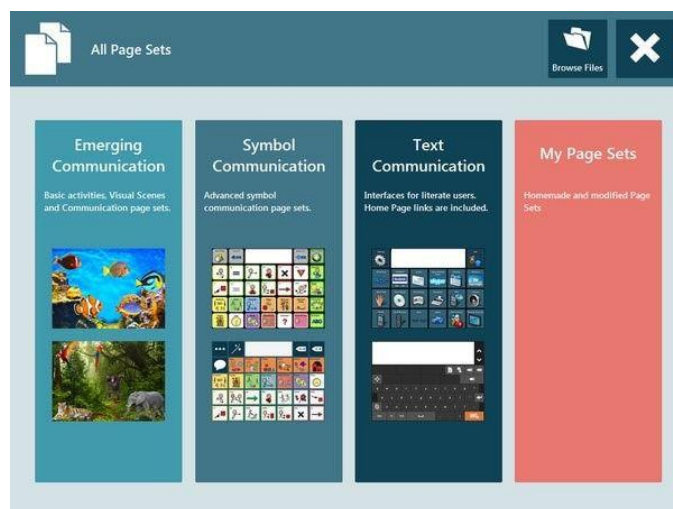 All Page Sets
Browse Files
Emerging
Communication
Basic activities, Visual Scenes
and Communication page sets.
Symbol
Communication
Advanced symbol
communication page sets.
Text
Communication
Interfaces for literate users.
Home Page links are included.
My Page Sets
Homemade and modified Page
Sets